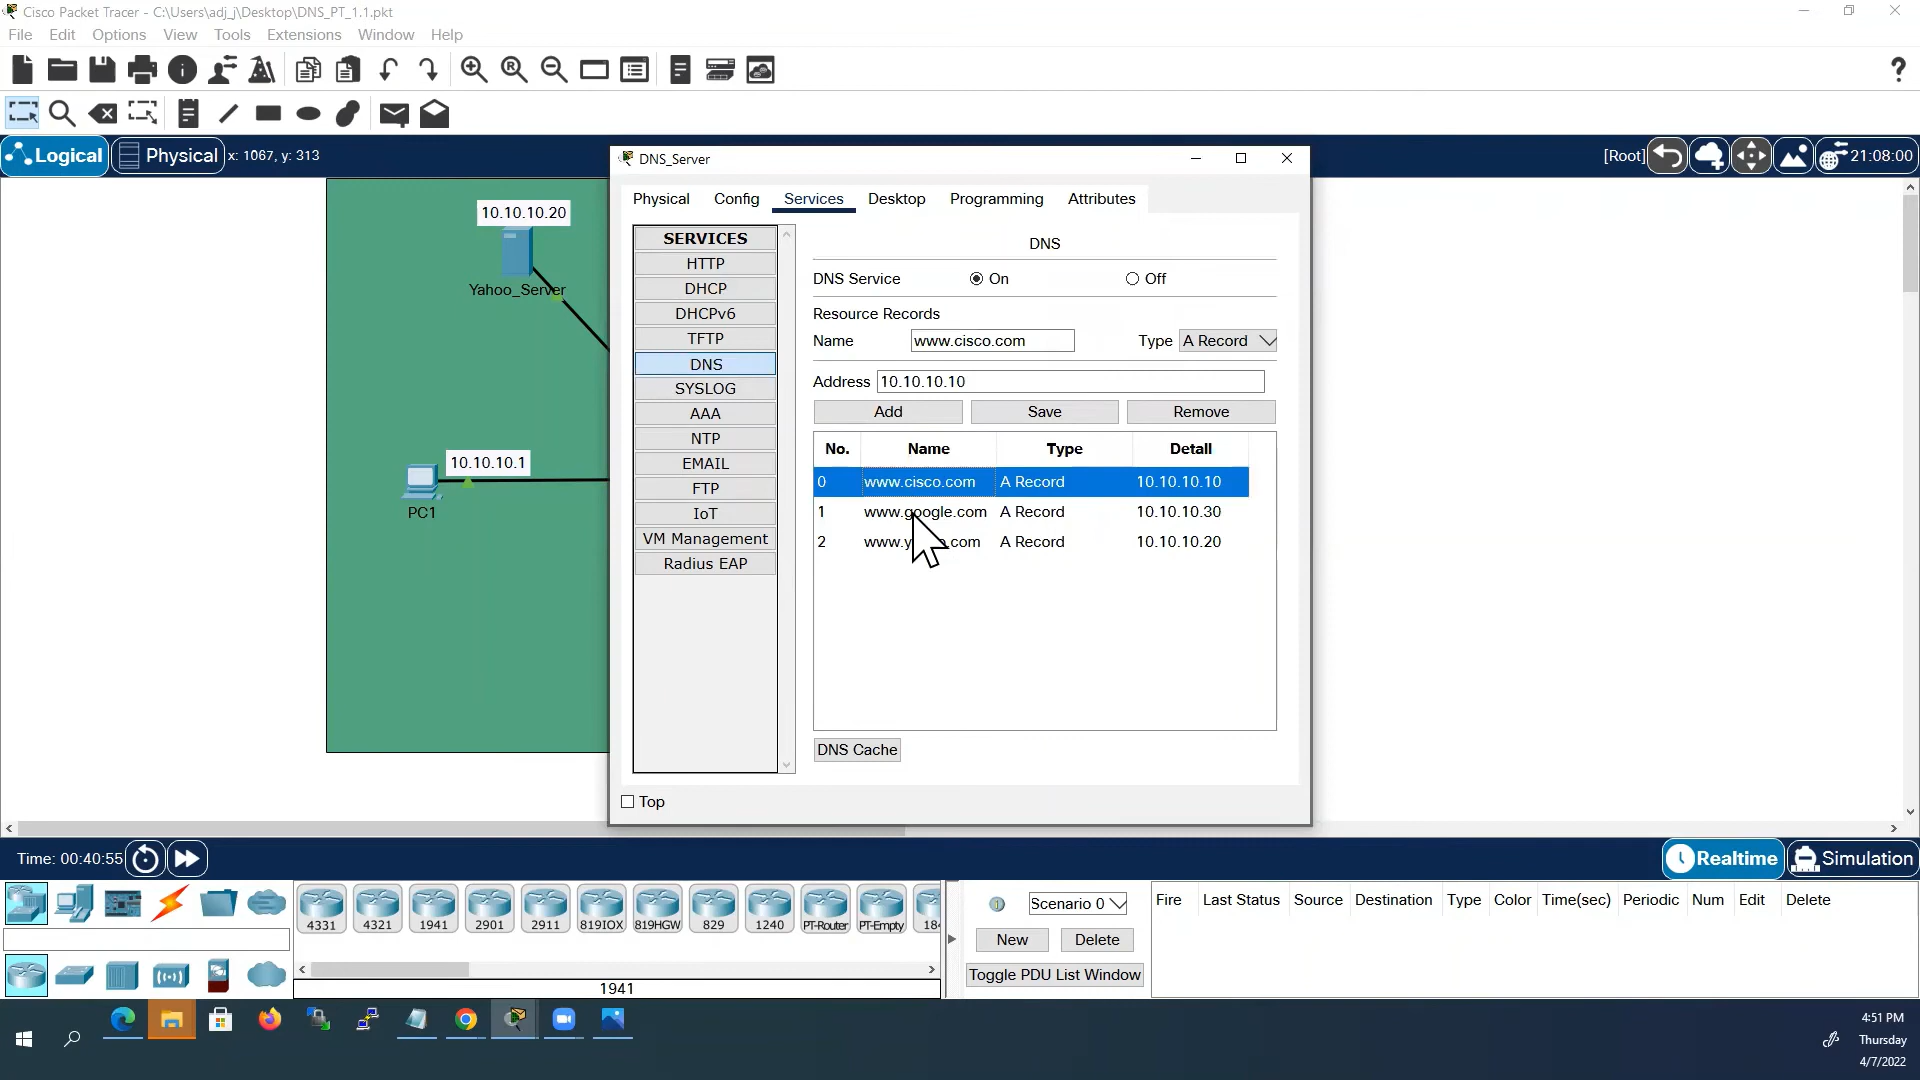 Cisco Packet Tracer - C:\Users\adj_j\Desktop\DNS_PT_1.1.pkt
File Edit Options View Tools Extensions Window Help
Logical Physical x: 1067, y: 313
[Root] 21:08:00
10.10.10.20
Yahoo_Server
10.10.10.1
PC1
DNS_Server
Physical Config Services Desktop Programming Attributes
SERVICES
HTTP
DHCP
DHCPv6
TFTP
DNS
SYSLOG
AAA
NTP
EMAIL
FTP
IoT
VM Management
Radius EAP
DNS
DNS Service On Off
Resource Records
Name www.cisco.com Type A Record
Address 10.10.10.10
Add Save Remove
No. Name Type Detail
0 www.cisco.com A Record 10.10.10.10
1 www.google.com A Record 10.10.10.30
2 A Record 10.10.10.20
DNS Cache
Top
Time: 00:40:55
Realtime Simulation
4331 4321 1941 2901 2911 819IOX 819HGW 829 1240 PT-Router PT-Empty
1941
Scenario 0
New Delete
Toggle PDU List Window
Fire Last Status Source Destination Type Color Time(sec) Periodic Num Edit Delete
4:51 PM
Thursday
4/7/2022